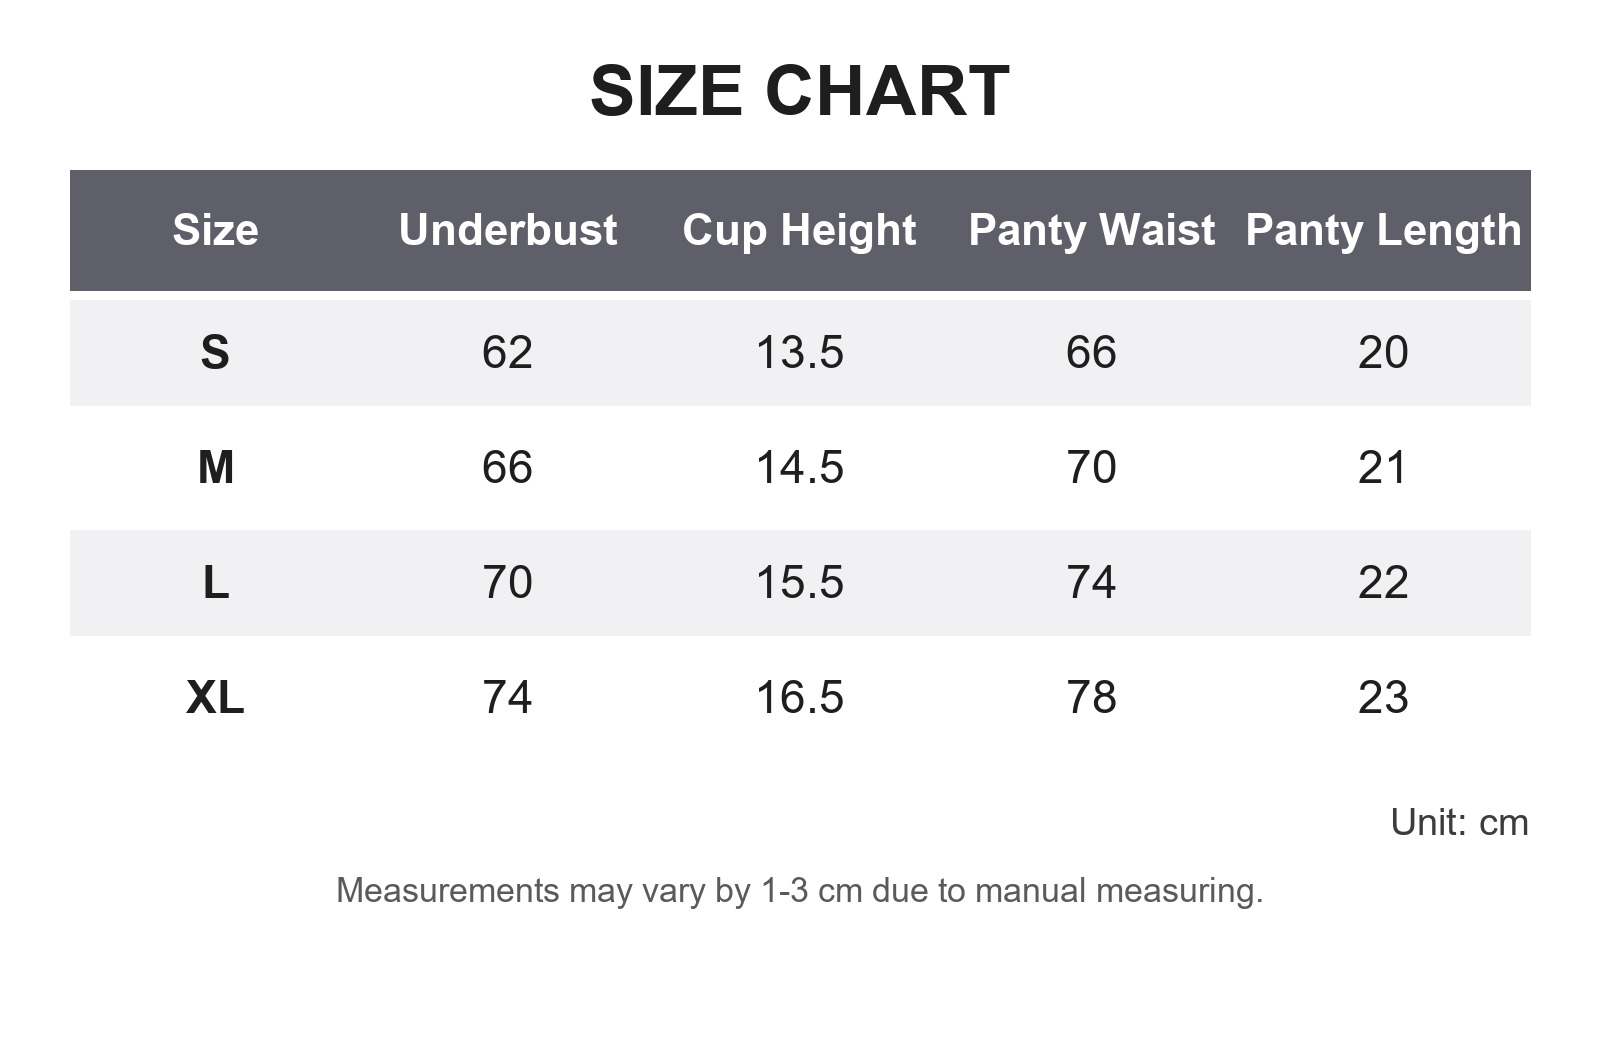 SIZE CHART
Size Underbust Cup Height Panty Waist Panty Length
S 62 13.5 66 20
M 66 14.5 70 21
L 70 15.5 74 22
XL 74 16.5 78 23
Unit: cm
Measurements may vary by 1-3 cm due to manual measuring.